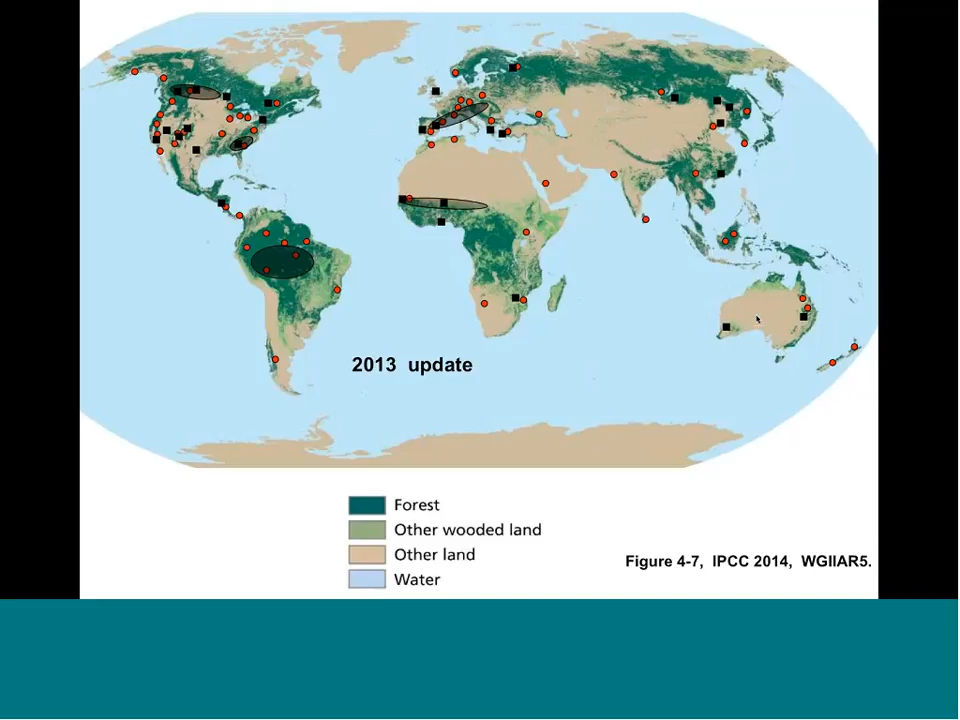 2013 update
Forest
Other wooded land
Other land
Water
Figure 4-7, IPCC 2014, WGIIAR5.